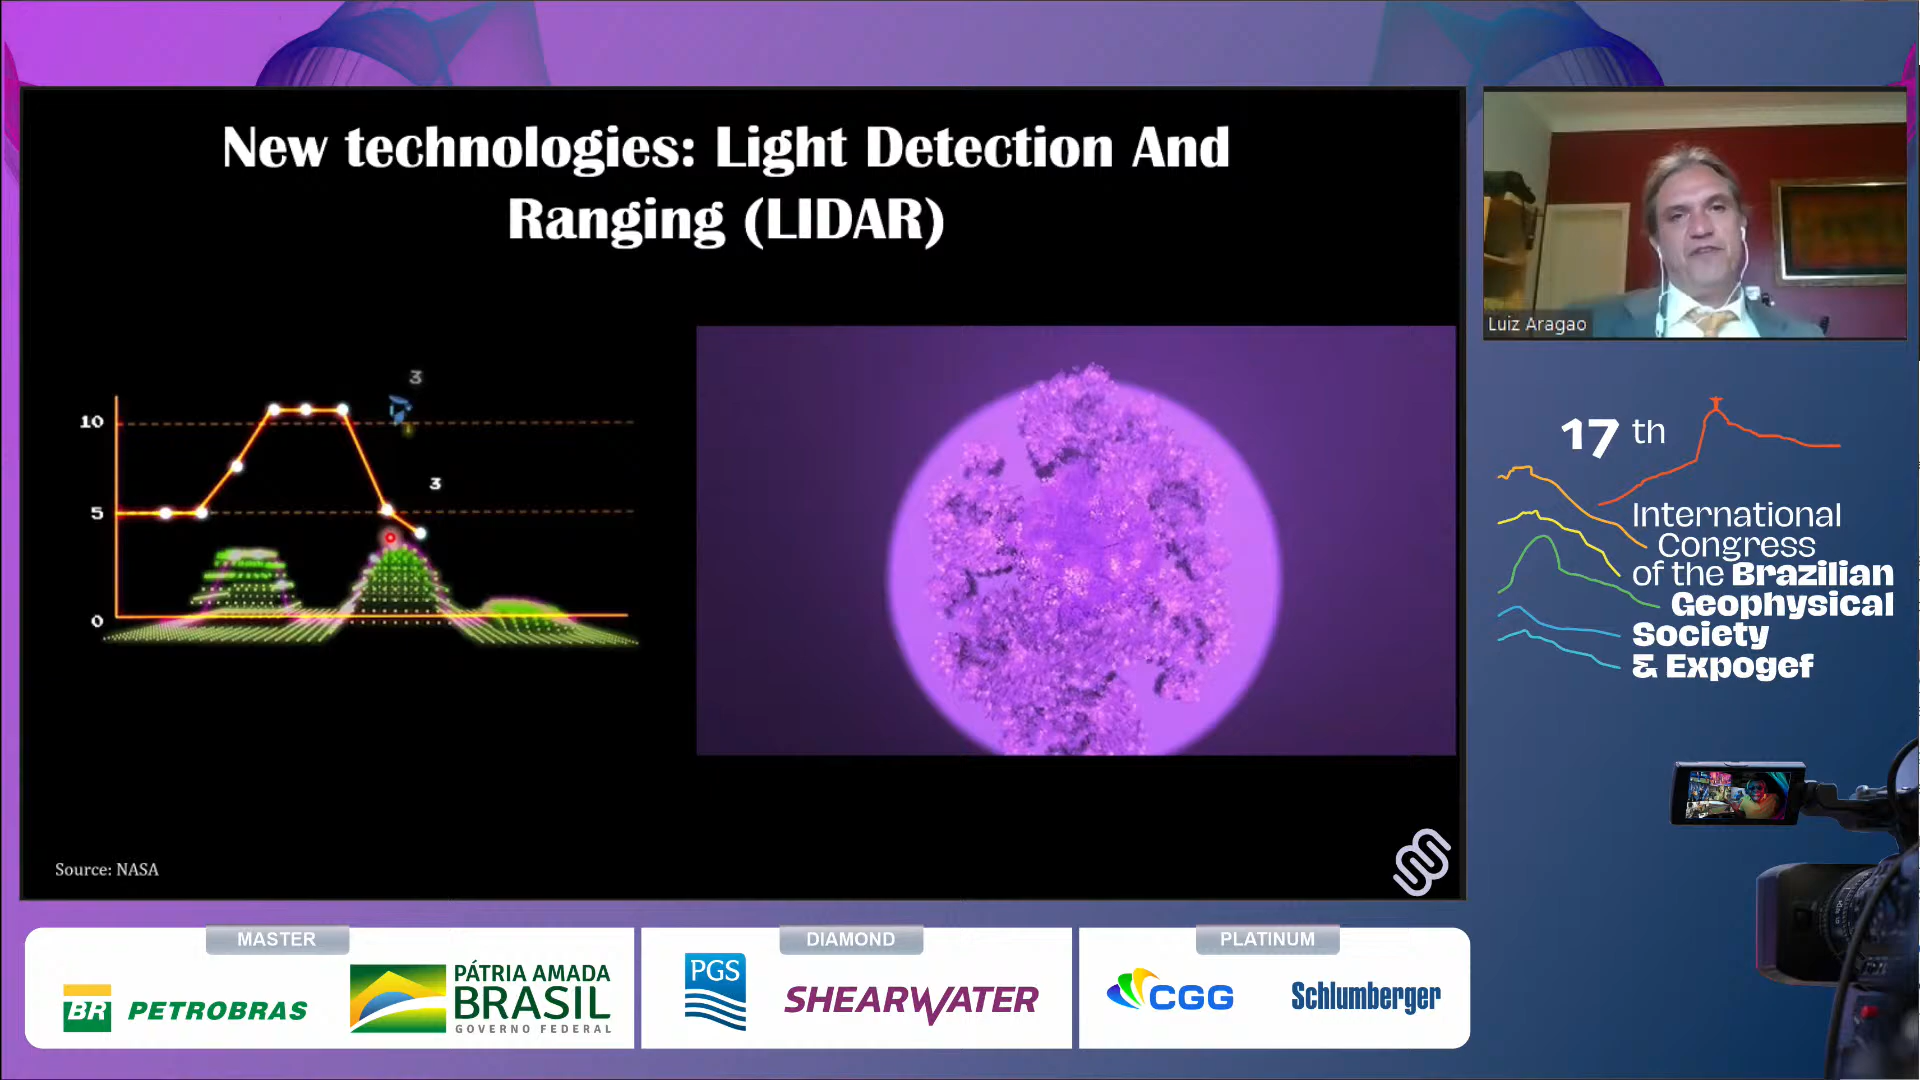 New technologies: Light Detection And
Ranging (LIDAR)
3
10
3
5
0
Source: NASA
Luiz Aragao
17 th
International
Congress
of the Brazilian
Geophysical
Society
& Expogef
MASTER
BR PETROBRAS
PÁTRIA AMADA
BRASIL
GOVERNO FEDERAL
DIAMOND
PGS
SHEARWATER
PLATINUM
CGG
Schlumberger